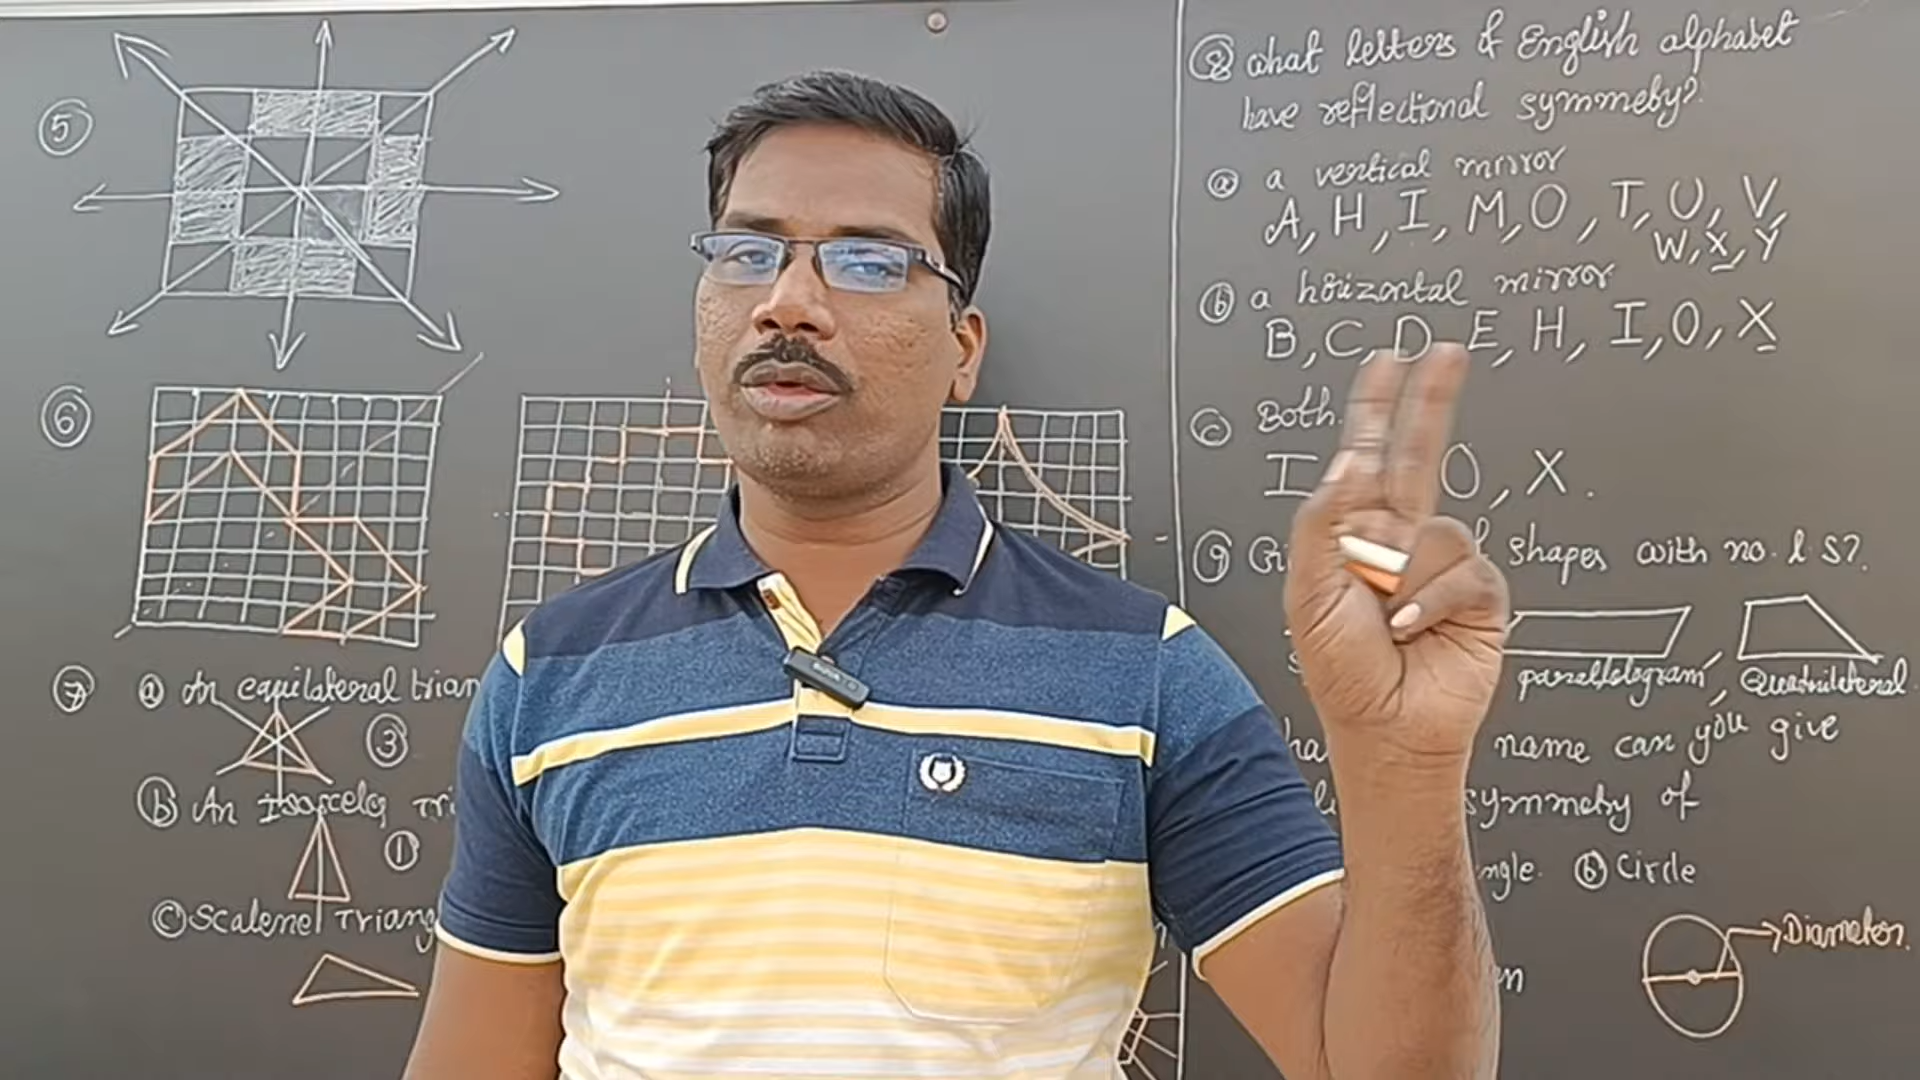 5
6
7 a An equilateral trian
3
b An Isosceles Tri
1
c Scalene Triang
8 what letters of English alphabet
have reflectional symmetry?
a a vertical mirror
A, H, I, M, O, T, U, V,
W, X, Y
b a horizontal mirror
B, C, D, E, H, I, O, X
c Both.
I O, X.
9 shapes with no. l. s?
parallelogram, Quadrilateral
name can you give
symmetry of
ngle. b Circle
Diameter.